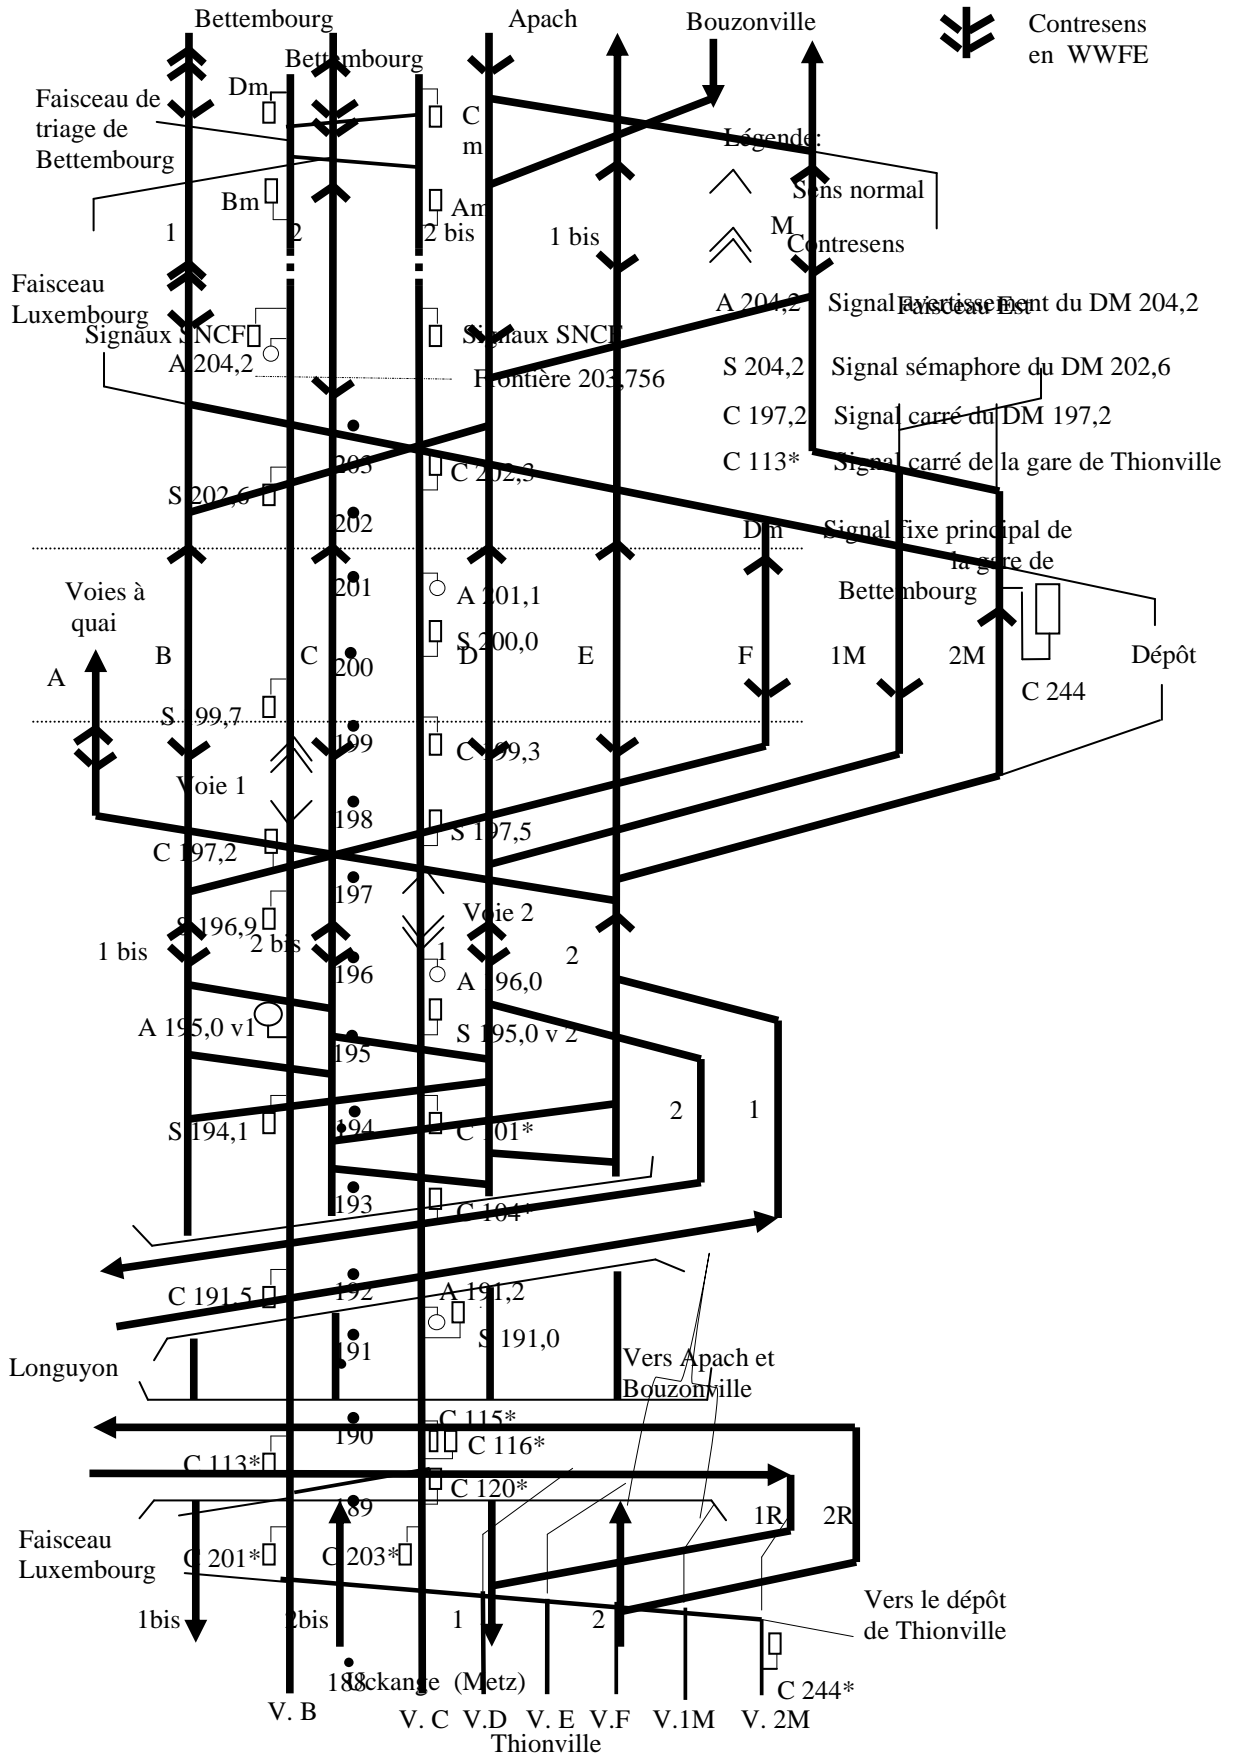 Bettembourg
Apach
Bouzonville
Contresens
en WWFE
Bettembourg
Dm
Faisceau de
triage de
Bettembourg
C
m
Légende:
Sens normal
Bm
Am
1
2
2 bis
1 bis
M
Contresens
Faisceau
Luxembourg
A 204,2
Signal avertissement du DM 204,2
Faisceau Est
Signaux SNCF
Signaux SNCF
A 204,2
Frontière 203,756
S 204,2
Signal sémaphore du DM 202,6
C 197,2
Signal carré du DM 197,2
203
C 202,3
C 113*
Signal carré de la gare de Thionville
S 202,6
202
Dm
Signal fixe principal de
la gare de
Bettembourg
Voies à
quai
201
A 201,1
S 200,0
A
B
C
200
D
E
F
1M
2M
Dépôt
C 244
S 199,7
199
C 199,3
Voie 1
198
S 197,5
C 197,2
197
S 196,9
Voie 2
1 bis
2 bis
1
2
196
A 196,0
A 195,0 v1
195
S 195,0 v 2
S 194,1
194
C 101*
2
1
193
C 104*
C 191,5
192
A 191,2
S 191,0
191
Longuyon
Vers Apach et
Bouzonville
C 115*
190
C 116*
C 113*
C 120*
189
1R
2R
Faisceau
Luxembourg
C 201*
C 203*
1bis
2bis
1
2
Vers le dépôt
de Thionville
188
Uckange (Metz)
C 244*
V. B
V. C
V.D
V. E
V.F
V.1M
V. 2M
Thionville